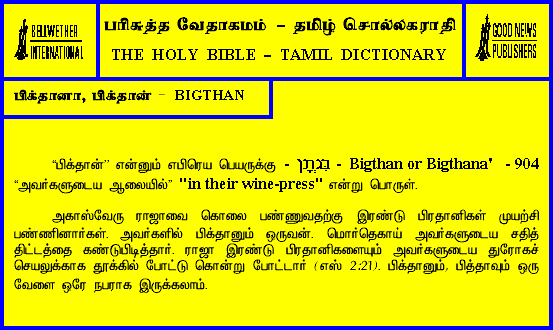 BELLWETHER
INTERNATIONAL
பரிசுத்த வேதாகமம் – தமிழ் சொல்லகராதி
THE HOLY BIBLE – TAMIL DICTIONARY
GOOD NEWS
PUBLISHERS
பிக்தானா, பிக்தான் – BIGTHAN
“பிக்தான்” என்னும் எபிரெய பெயருக்கு - בִּגְתָן - Bigthan or Bigthana' - 904
“அவர்களுடைய ஆலையில்” "in their wine-press" என்று பொருள்.
அகாஸ்வேரு ராஜாவை கொலை பண்ணுவதற்கு இரண்டு பிரதானிகள் முயற்சி
பண்ணினார்கள். அவர்களில் பிக்தானும் ஒருவன். மொர்தெகாய் அவர்களுடைய சதித்
திட்டத்தை கண்டுபிடித்தார். ராஜா இரண்டு பிரதானிகளையும் அவர்களுடைய துரோகச்
செயலுக்காக தூக்கில் போட்டு கொன்று போட்டார் (எஸ் 2:21). பிக்தானும், பித்தாவும் ஒரு
வேளை ஒரே நபராக இருக்கலாம்.